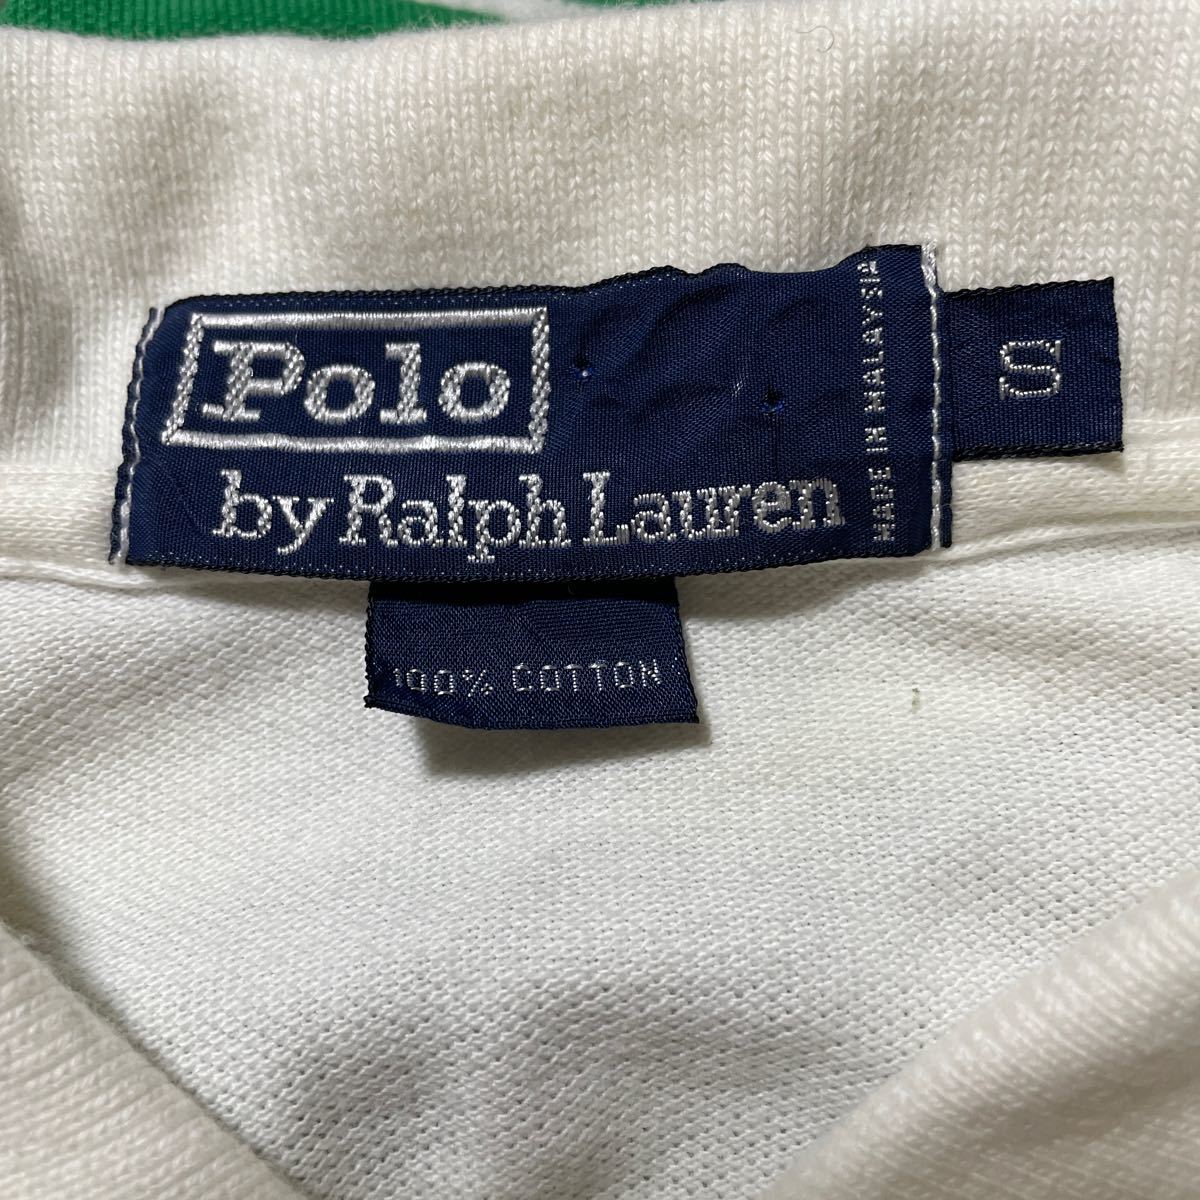 Polo
by Ralph Lauren
MADE IN MALAYSIA
S
100% COTTON